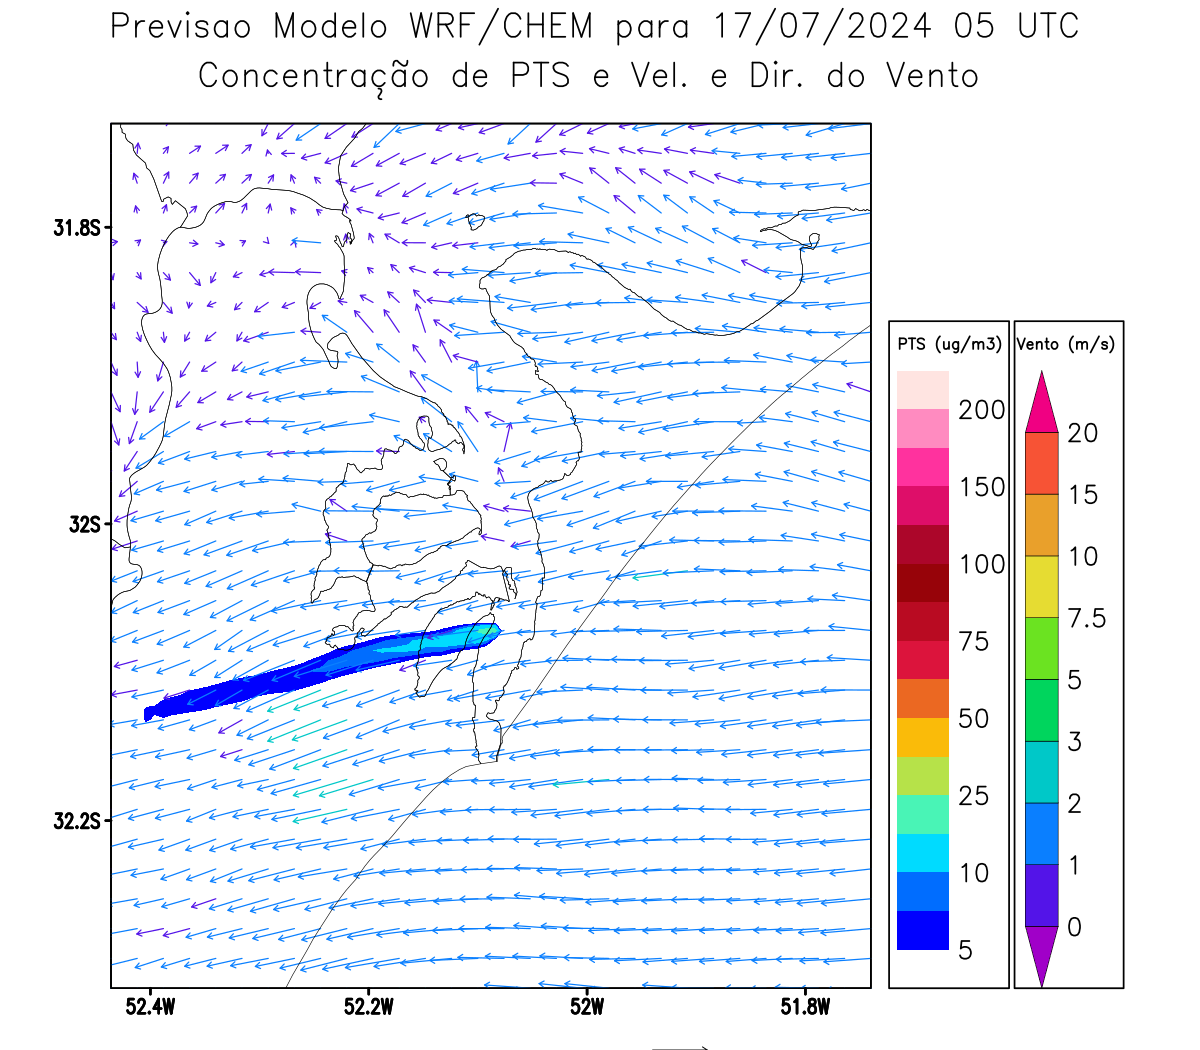 Previsao Modelo WRF/CHEM para 17/07/2024 05 UTC
Concentração de PTS e Vel. e Dir. do Vento
31.8S
32S
32.2S
52.4W
52.2W
52W
51.8W
PTS (ug/m3)
200
150
100
75
50
25
10
5
Vento (m/s)
20
15
10
7.5
5
3
2
1
0